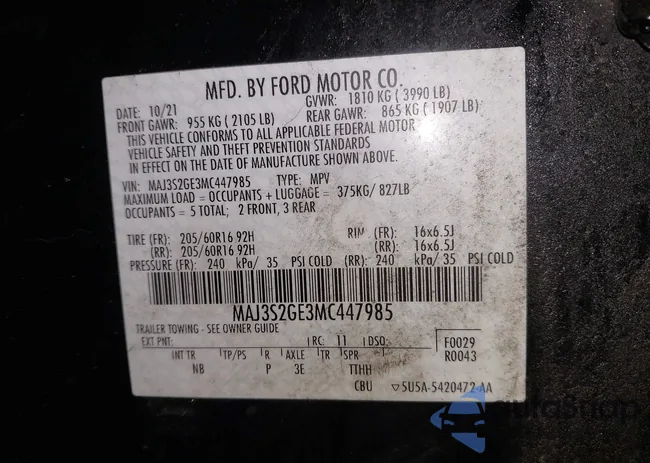 MFD. BY FORD MOTOR CO.
DATE: 10/21 GVWR: 1810 KG ( 3990 LB)
FRONT GAWR: 955 KG ( 2105 LB) REAR GAWR: 865 KG ( 1907 LB)
THIS VEHICLE CONFORMS TO ALL APPLICABLE FEDERAL MOTOR
VEHICLE SAFETY AND THEFT PREVENTION STANDARDS
IN EFFECT ON THE DATE OF MANUFACTURE SHOWN ABOVE.
VIN: MAJ3S2GE3MC447985 TYPE: MPV
MAXIMUM LOAD = OCCUPANTS + LUGGAGE = 375KG/ 827LB
OCCUPANTS = 5 TOTAL; 2 FRONT, 3 REAR
TIRE (FR): 205/60R16 92H RIM (FR): 16x6.5J
(RR): 205/60R16 92H (RR): 16x6.5J
PRESSURE (FR): 240 kPa/ 35 PSI COLD (RR): 240 kPa/ 35 PSI COLD
MAJ3S2GE3MC447985
TRAILER TOWING - SEE OWNER GUIDE
EXT PNT: RC: 11 DSO: F0029
R0043
INT TR TP/PS R AXLE TR SPR
NB P 3E TTHH
CBU 5U5A-5420472-AA
autoSnap